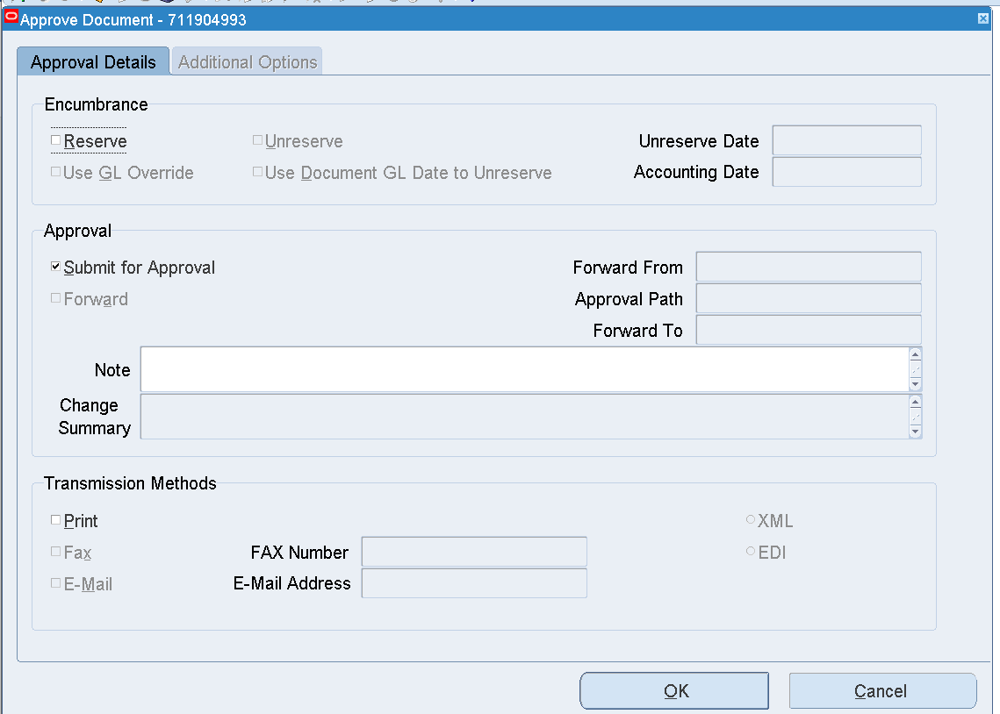 Approve Document - 711904993
Approval Details Additional Options
Encumbrance
Reserve Unreserve Unreserve Date
Use GL Override Use Document GL Date to Unreserve Accounting Date
Approval
Submit for Approval Forward From
Forward Approval Path
Forward To
Note
Change
Summary
Transmission Methods
Print XML
Fax FAX Number EDI
E-Mail E-Mail Address
OK Cancel